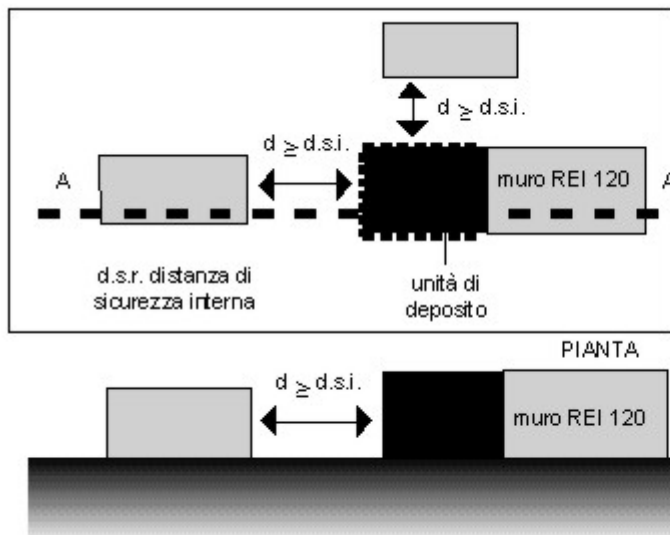 d ≥ d.s.i.
d ≥ d.s.i.
A
muro REI 120
A
d.s.r. distanza di
sicurezza interna
unità di
deposito
PIANTA
d ≥ d.s.i.
muro REI 120